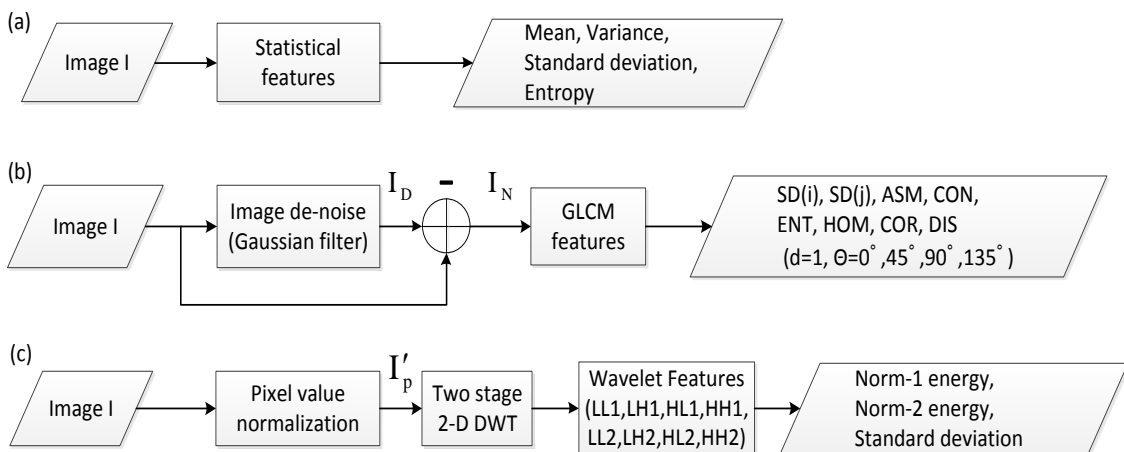 (a)
Image I
Statistical
features
Mean, Variance,
Standard deviation,
Entropy
(b)
Image I
Image de-noise
(Gaussian filter)
I_D
-
I_N
GLCM
features
SD(i), SD(j), ASM, CON,
ENT, HOM, COR, DIS
(d=1, Θ=0°,45°,90°,135°)
(c)
Image I
Pixel value
normalization
I′_p
Two stage
2-D DWT
Wavelet Features
(LL1,LH1,HL1,HH1,
LL2,LH2,HL2,HH2)
Norm-1 energy,
Norm-2 energy,
Standard deviation